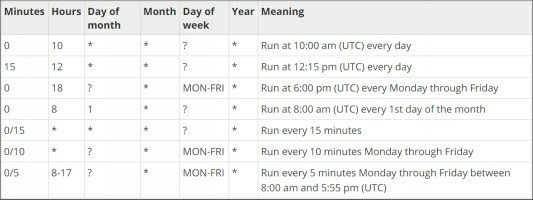 Minutes Hours Day of month Month Day of week Year Meaning
0 10 * * ? * Run at 10:00 am (UTC) every day
15 12 * * ? * Run at 12:15 pm (UTC) every day
0 18 ? * MON-FRI * Run at 6:00 pm (UTC) every Monday through Friday
0 8 1 * ? * Run at 8:00 am (UTC) every 1st day of the month
0/15 * * * ? * Run every 15 minutes
0/10 * ? * MON-FRI * Run every 10 minutes Monday through Friday
0/5 8-17 ? * MON-FRI * Run every 5 minutes Monday through Friday between
8:00 am and 5:55 pm (UTC)